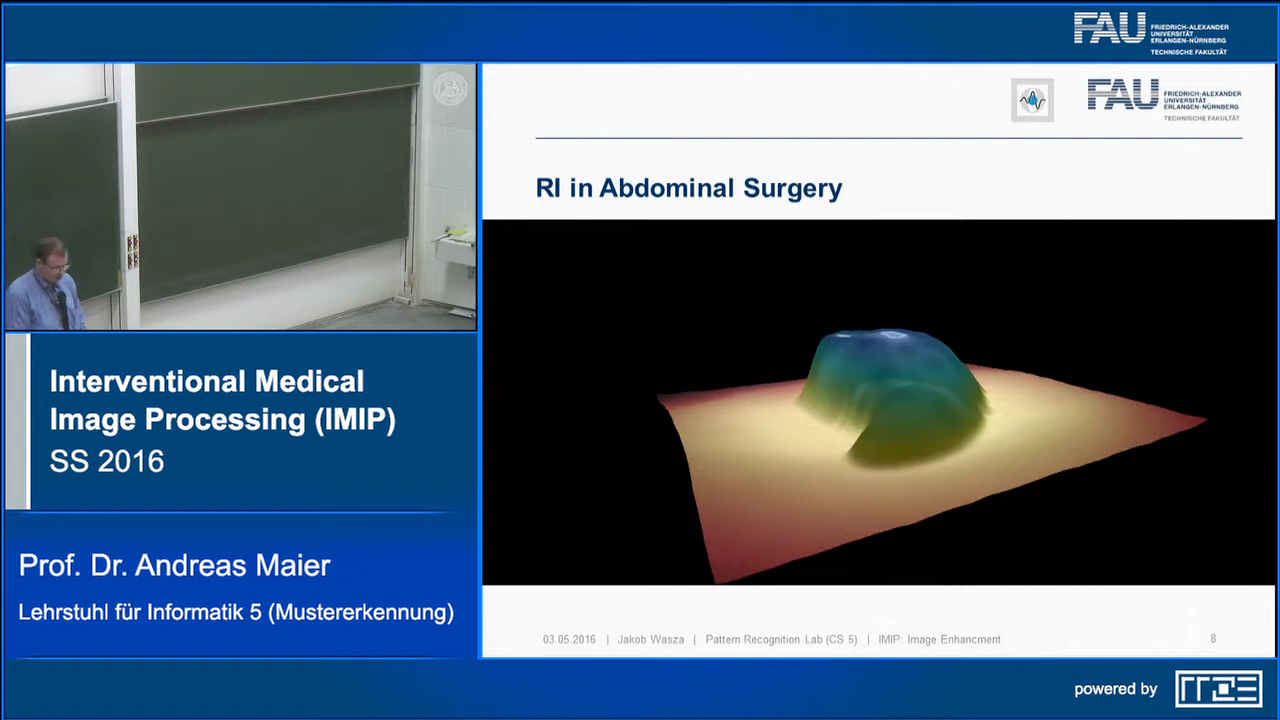 FAU
FRIEDRICH-ALEXANDER
UNIVERSITÄT
ERLANGEN-NÜRNBERG
TECHNISCHE FAKULTÄT
FAU
FRIEDRICH-ALEXANDER
UNIVERSITÄT
ERLANGEN-NÜRNBERG
TECHNISCHE FAKULTÄT
RI in Abdominal Surgery
Interventional Medical
Image Processing (IMIP)
SS 2016
Prof. Dr. Andreas Maier
Lehrstuhl für Informatik 5 (Mustererkennung)
03.05.2016 | Jakob Wasza | Pattern Recognition Lab (CS 5) | IMIP: Image Enhancment 8
powered by
RRZE